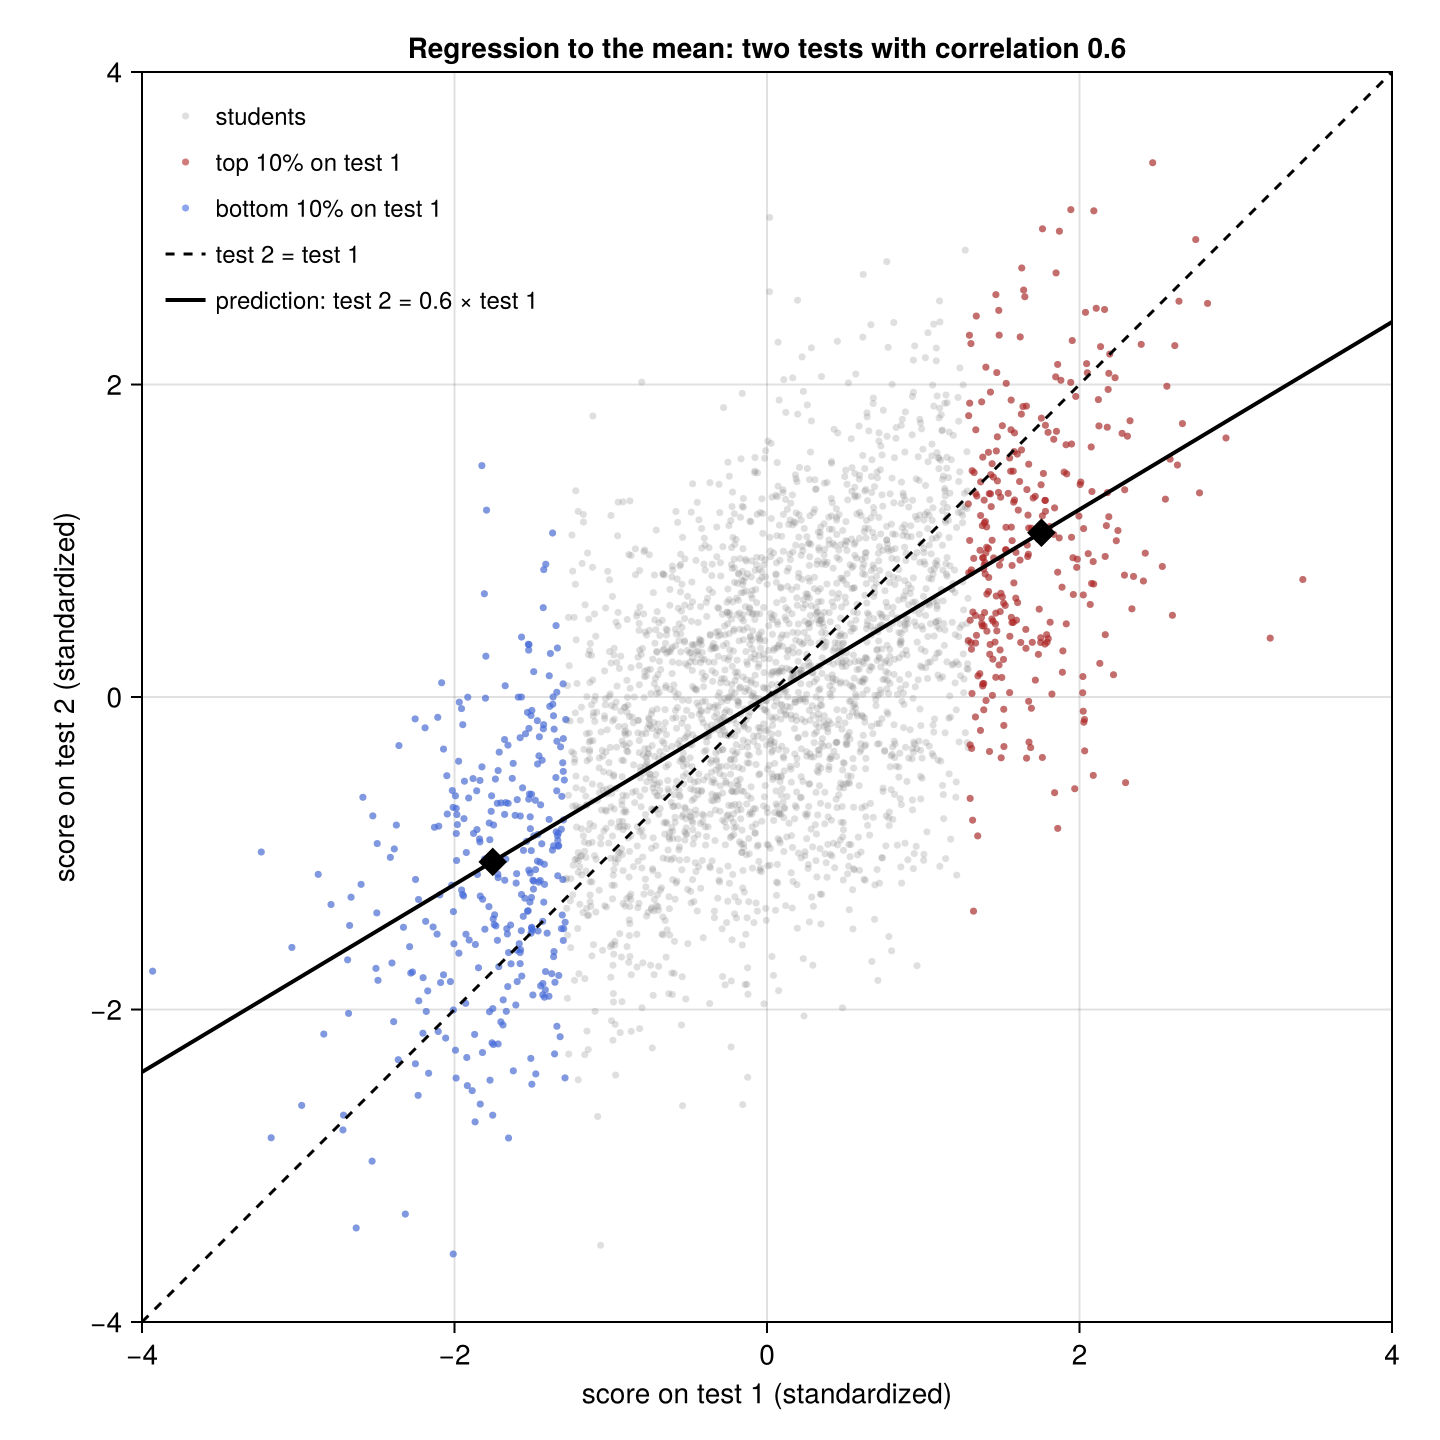 Regression to the mean: two tests with correlation 0.6
4
students
top 10% on test 1
bottom 10% on test 1
test 2 = test 1
prediction: test 2 = 0.6 × test 1
2
score on test 2 (standardized)
0
−2
−4
−4 −2 0 2 4
score on test 1 (standardized)